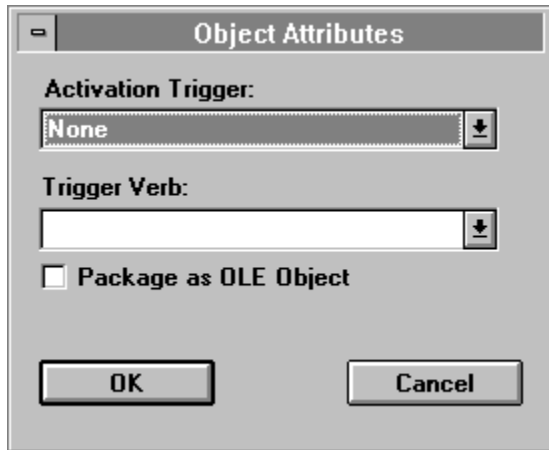 Object Attributes
Activation Trigger:
None
Trigger Verb:
Package as OLE Object
OK
Cancel